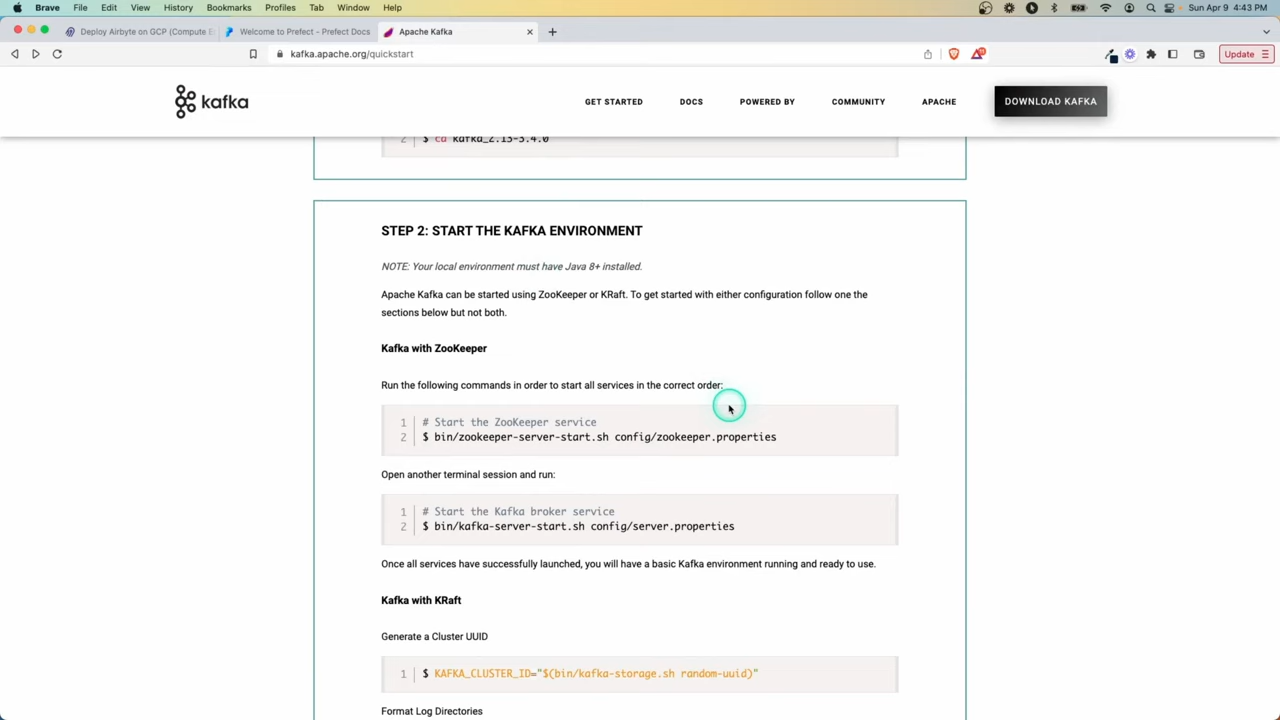 Brave File Edit View History Bookmarks Profiles Tab Window Help Sun Apr 9 4:43 PM
Deploy Airbyte on GCP (Compute E Welcome to Prefect - Prefect Docs Apache Kafka
kafka.apache.org/quickstart Update
kafka GET STARTED DOCS POWERED BY COMMUNITY APACHE DOWNLOAD KAFKA
2 $ cd kafka_2.13-3.4.0
STEP 2: START THE KAFKA ENVIRONMENT
NOTE: Your local environment must have Java 8+ installed.
Apache Kafka can be started using ZooKeeper or KRaft. To get started with either configuration follow one the
sections below but not both.
Kafka with ZooKeeper
Run the following commands in order to start all services in the correct order:
1 # Start the ZooKeeper service
2 $ bin/zookeeper-server-start.sh config/zookeeper.properties
Open another terminal session and run:
1 # Start the Kafka broker service
2 $ bin/kafka-server-start.sh config/server.properties
Once all services have successfully launched, you will have a basic Kafka environment running and ready to use.
Kafka with KRaft
Generate a Cluster UUID
1 $ KAFKA_CLUSTER_ID="$(bin/kafka-storage.sh random-uuid)"
Format Log Directories